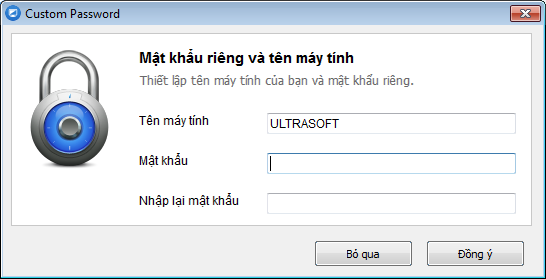 Custom Password
Mật khẩu riêng và tên máy tính
Thiết lập tên máy tính của bạn và mật khẩu riêng.
Tên máy tính
ULTRASOFT
Mật khẩu
Nhập lại mật khẩu
Bỏ qua
Đồng ý